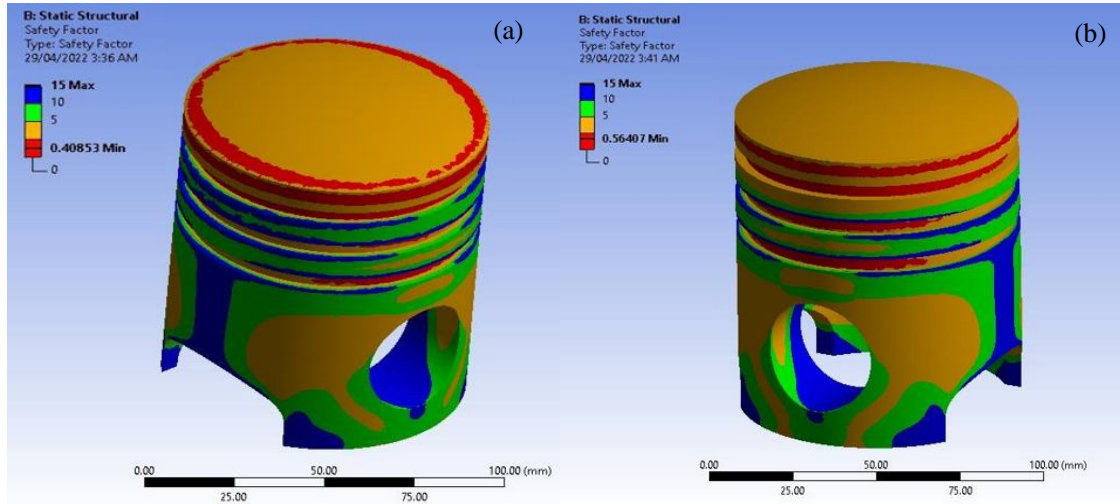 B: Static Structural
Safety Factor
Type: Safety Factor
29/04/2022 3:36 AM
15 Max
10
5
0.40853 Min
0
(a)
0.00 50.00 100.00 (mm)
25.00 75.00
B: Static Structural
Safety Factor
Type: Safety Factor
29/04/2022 3:41 AM
15 Max
10
5
0.56407 Min
0
(b)
0.00 50.00 100.00 (mm)
25.00 75.00